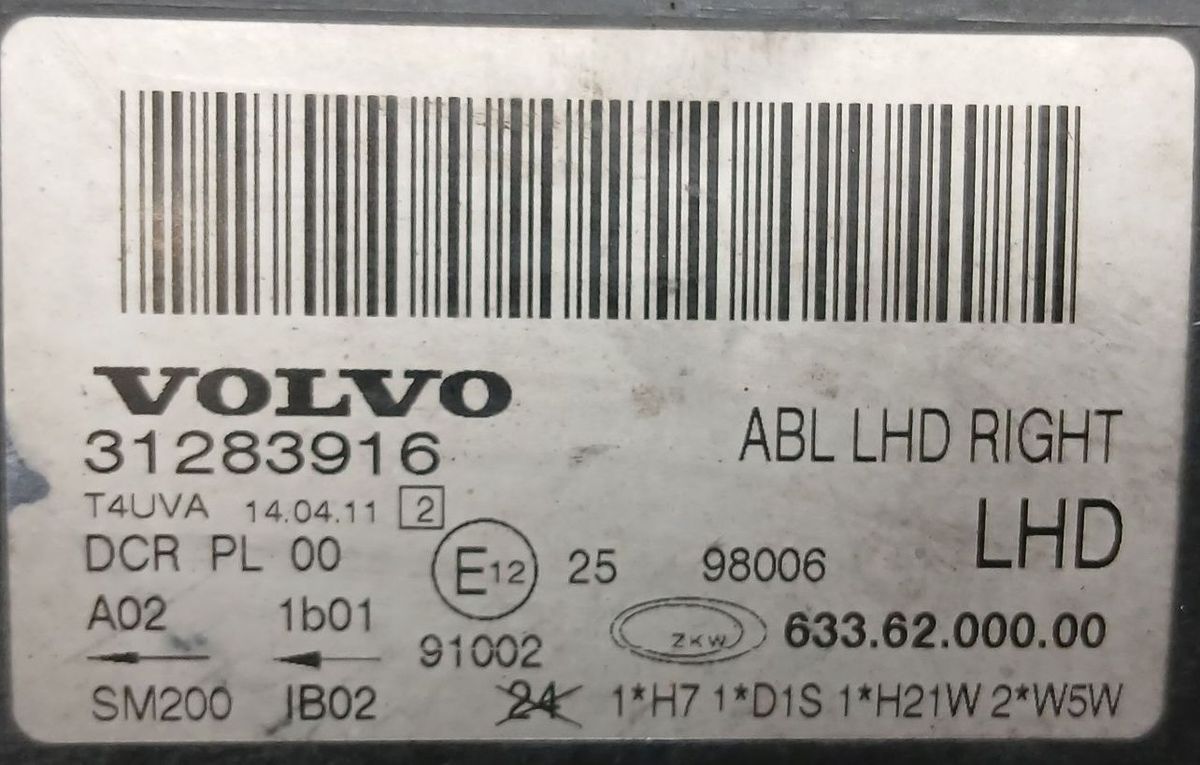 VOLVO
31283916
ABL LHD RIGHT
T4UVA 14.04.11 2
LHD
DCR PL 00
E12 25 98006
A02 1b01
91002
ZKW 633.62.000.00
SM200 IB02
24 1*H7 1*D1S 1*H21W 2*W5W